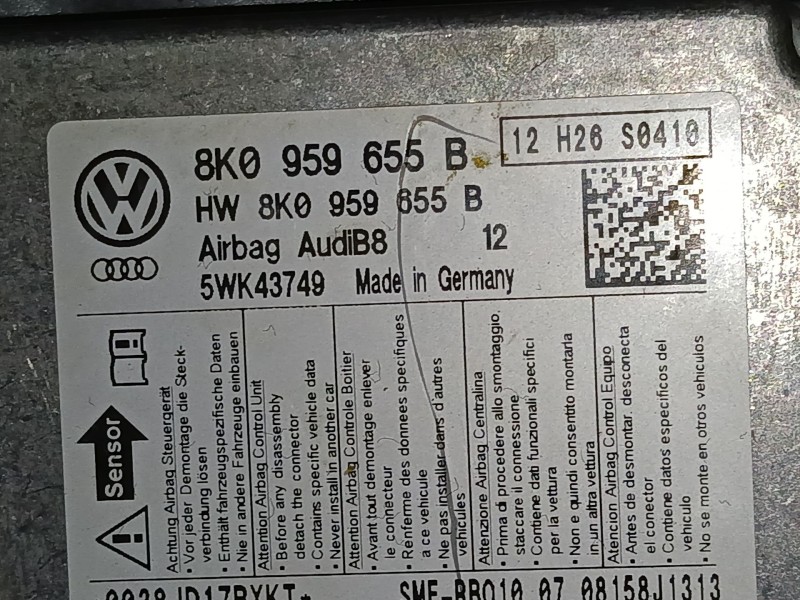 8K0 959 655 B
12 H26 S0410
HW 8K0 959 655 B
Airbag AudiB8 12
5WK43749 Made in Germany
Sensor
Achtung Airbag Steuergerät
• Vor jeder Demontage die Steck-
verbindung lösen
• Enthält fahrzeugspezifische Daten
• Nie in andere Fahrzeuge einbauen
Attention Airbag Control Unit
• Before any disassembly
detach the connector
• Contains specific vehicle data
• Never install in another car
Attention Airbag Controle Boitier
• Avant tout demontage enlever
le connecteur
• Renferme des donnees specifiques
a ce vehicule
• Ne pas installer dans d'autres
vehicules
Attenzione Airbag Centralina
• Prima di procedere allo smontaggio,
staccare il connessione
• Contiene dati funzionali specifici
per la vettura
• Non e quindi consentito montarla
in un altra vettura
Atencion Airbag Control Equipo
• Antes de desmontar, desconecta
el conector
• Contiene datos especificos del
vehiculo
• No se monte en otros vehiculos
08158J1313